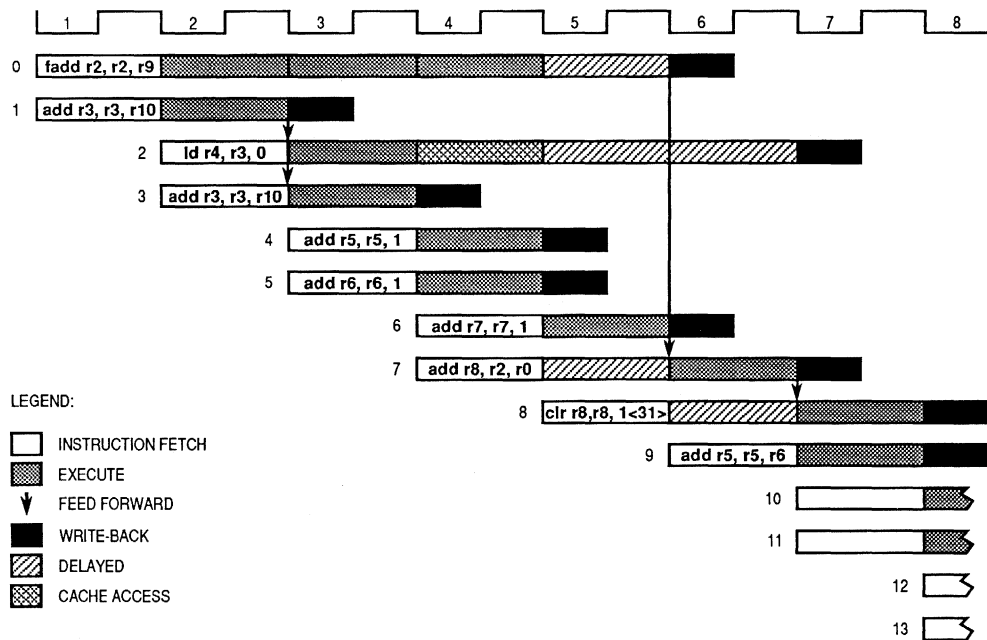 1 2 3 4 5 6 7 8
0 fadd r2, r2, r9
1 add r3, r3, r10
2 ld r4, r3, 0
3 add r3, r3, r10
4 add r5, r5, 1
5 add r6, r6, 1
6 add r7, r7, 1
7 add r8, r2, r0
LEGEND:
8 clr r8,r8, 1<31>
INSTRUCTION FETCH
9 add r5, r5, r6
EXECUTE
10
FEED FORWARD
WRITE-BACK
11
DELAYED
12
CACHE ACCESS
13